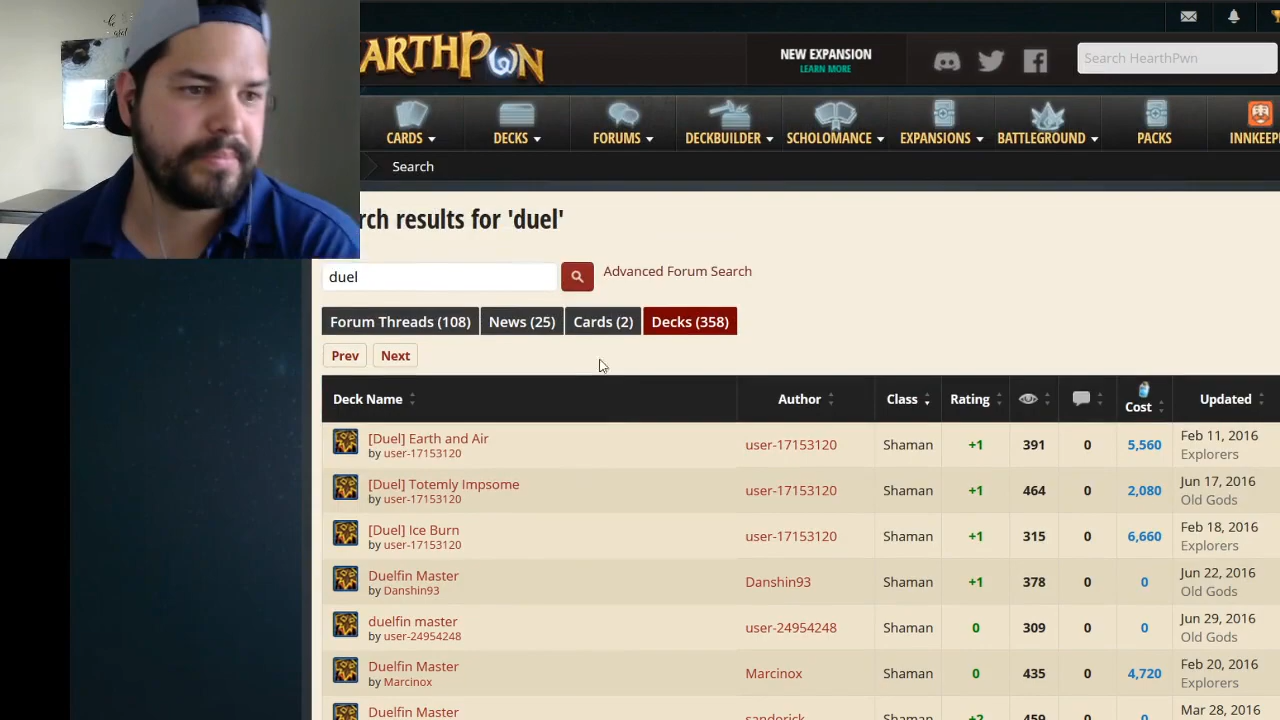 EARTHPWN
NEW EXPANSION
LEARN MORE
Search HearthPwn
CARDS
DECKS
FORUMS
DECKBUILDER
SCHOLOMANCE
EXPANSIONS
BATTLEGROUND
PACKS
INNKEEP
Search
rch results for 'duel'
duel
Advanced Forum Search
Forum Threads (108) News (25) Cards (2) Decks (358)
Prev Next
Deck Name Author Class Rating Cost Updated
[Duel] Earth and Air user-17153120 Shaman +1 391 0 5,560 Feb 11, 2016
by user-17153120 Explorers
[Duel] Totemly Impsome user-17153120 Shaman +1 464 0 2,080 Jun 17, 2016
by user-17153120 Old Gods
[Duel] Ice Burn user-17153120 Shaman +1 315 0 6,660 Feb 18, 2016
by user-17153120 Explorers
Duelfin Master Danshin93 Shaman +1 378 0 0 Jun 22, 2016
by Danshin93 Old Gods
duelfin master user-24954248 Shaman 0 309 0 0 Jun 29, 2016
by user-24954248 Old Gods
Duelfin Master Marcinox Shaman 0 435 0 4,720 Feb 20, 2016
by Marcinox Explorers
Duelfin Master Mar 28, 2016